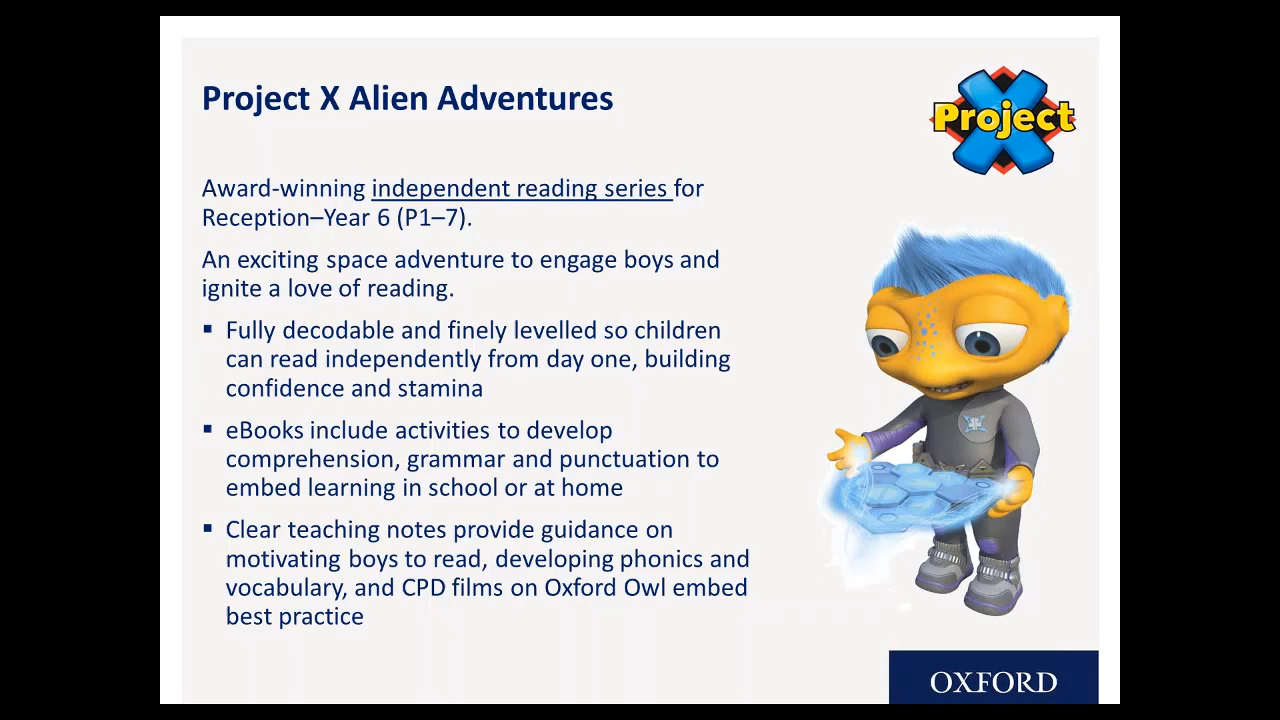 Project X Alien Adventures
Project X
Award-winning independent reading series for
Reception–Year 6 (P1–7).
An exciting space adventure to engage boys and
ignite a love of reading.
▪ Fully decodable and finely levelled so children
can read independently from day one, building
confidence and stamina
▪ eBooks include activities to develop
comprehension, grammar and punctuation to
embed learning in school or at home
▪ Clear teaching notes provide guidance on
motivating boys to read, developing phonics and
vocabulary, and CPD films on Oxford Owl embed
best practice
OXFORD